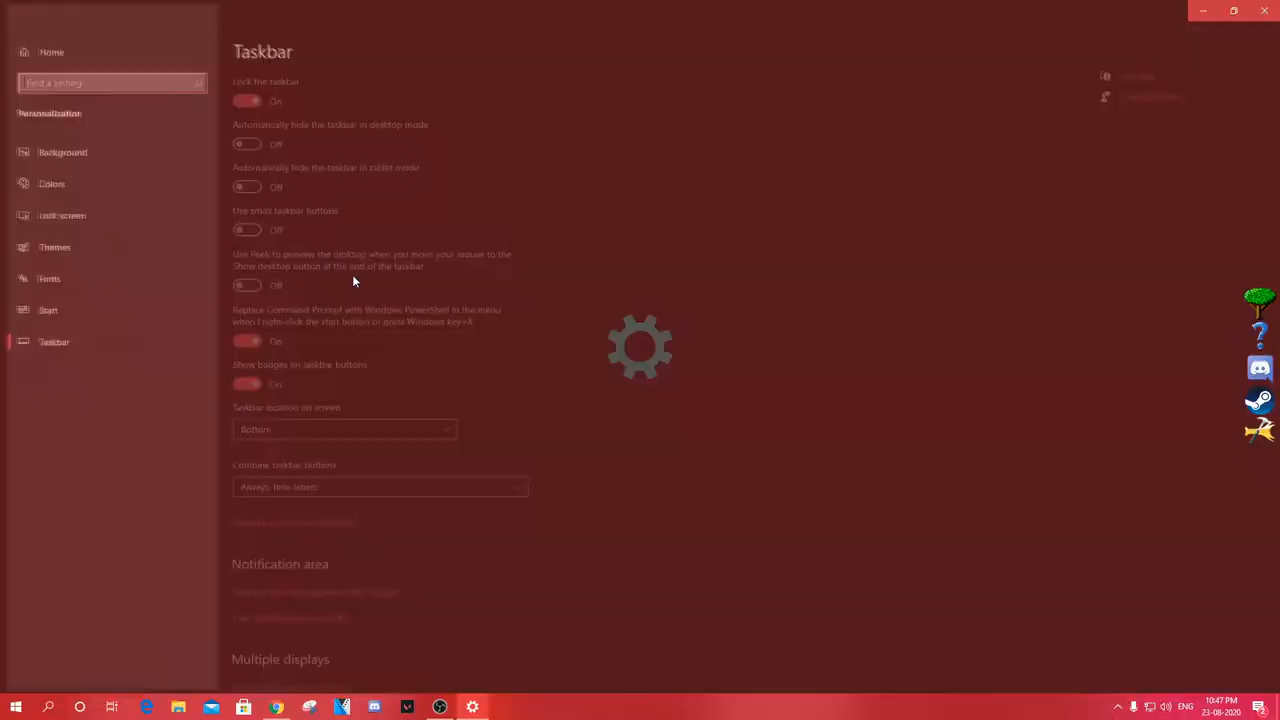 Home
Taskbar
Find a setting
Lock the taskbar
On
Personalization
Automatically hide the taskbar in desktop mode
Off
Background
Automatically hide the taskbar in tablet mode
Colors
Off
Use small taskbar buttons
Lock screen
Off
Themes
Use Peek to preview the desktop when you move your mouse to the
Show desktop button at the end of the taskbar
Fonts
Off
Start
Replace Command Prompt with Windows PowerShell in the menu
when I right-click the start button or press Windows key+X
Taskbar
On
Show badges on taskbar buttons
On
Taskbar location on screen
Bottom
Combine taskbar buttons
Always, hide labels
Notification area
Multiple displays
ENG
10:47 PM
23-08-2020
2